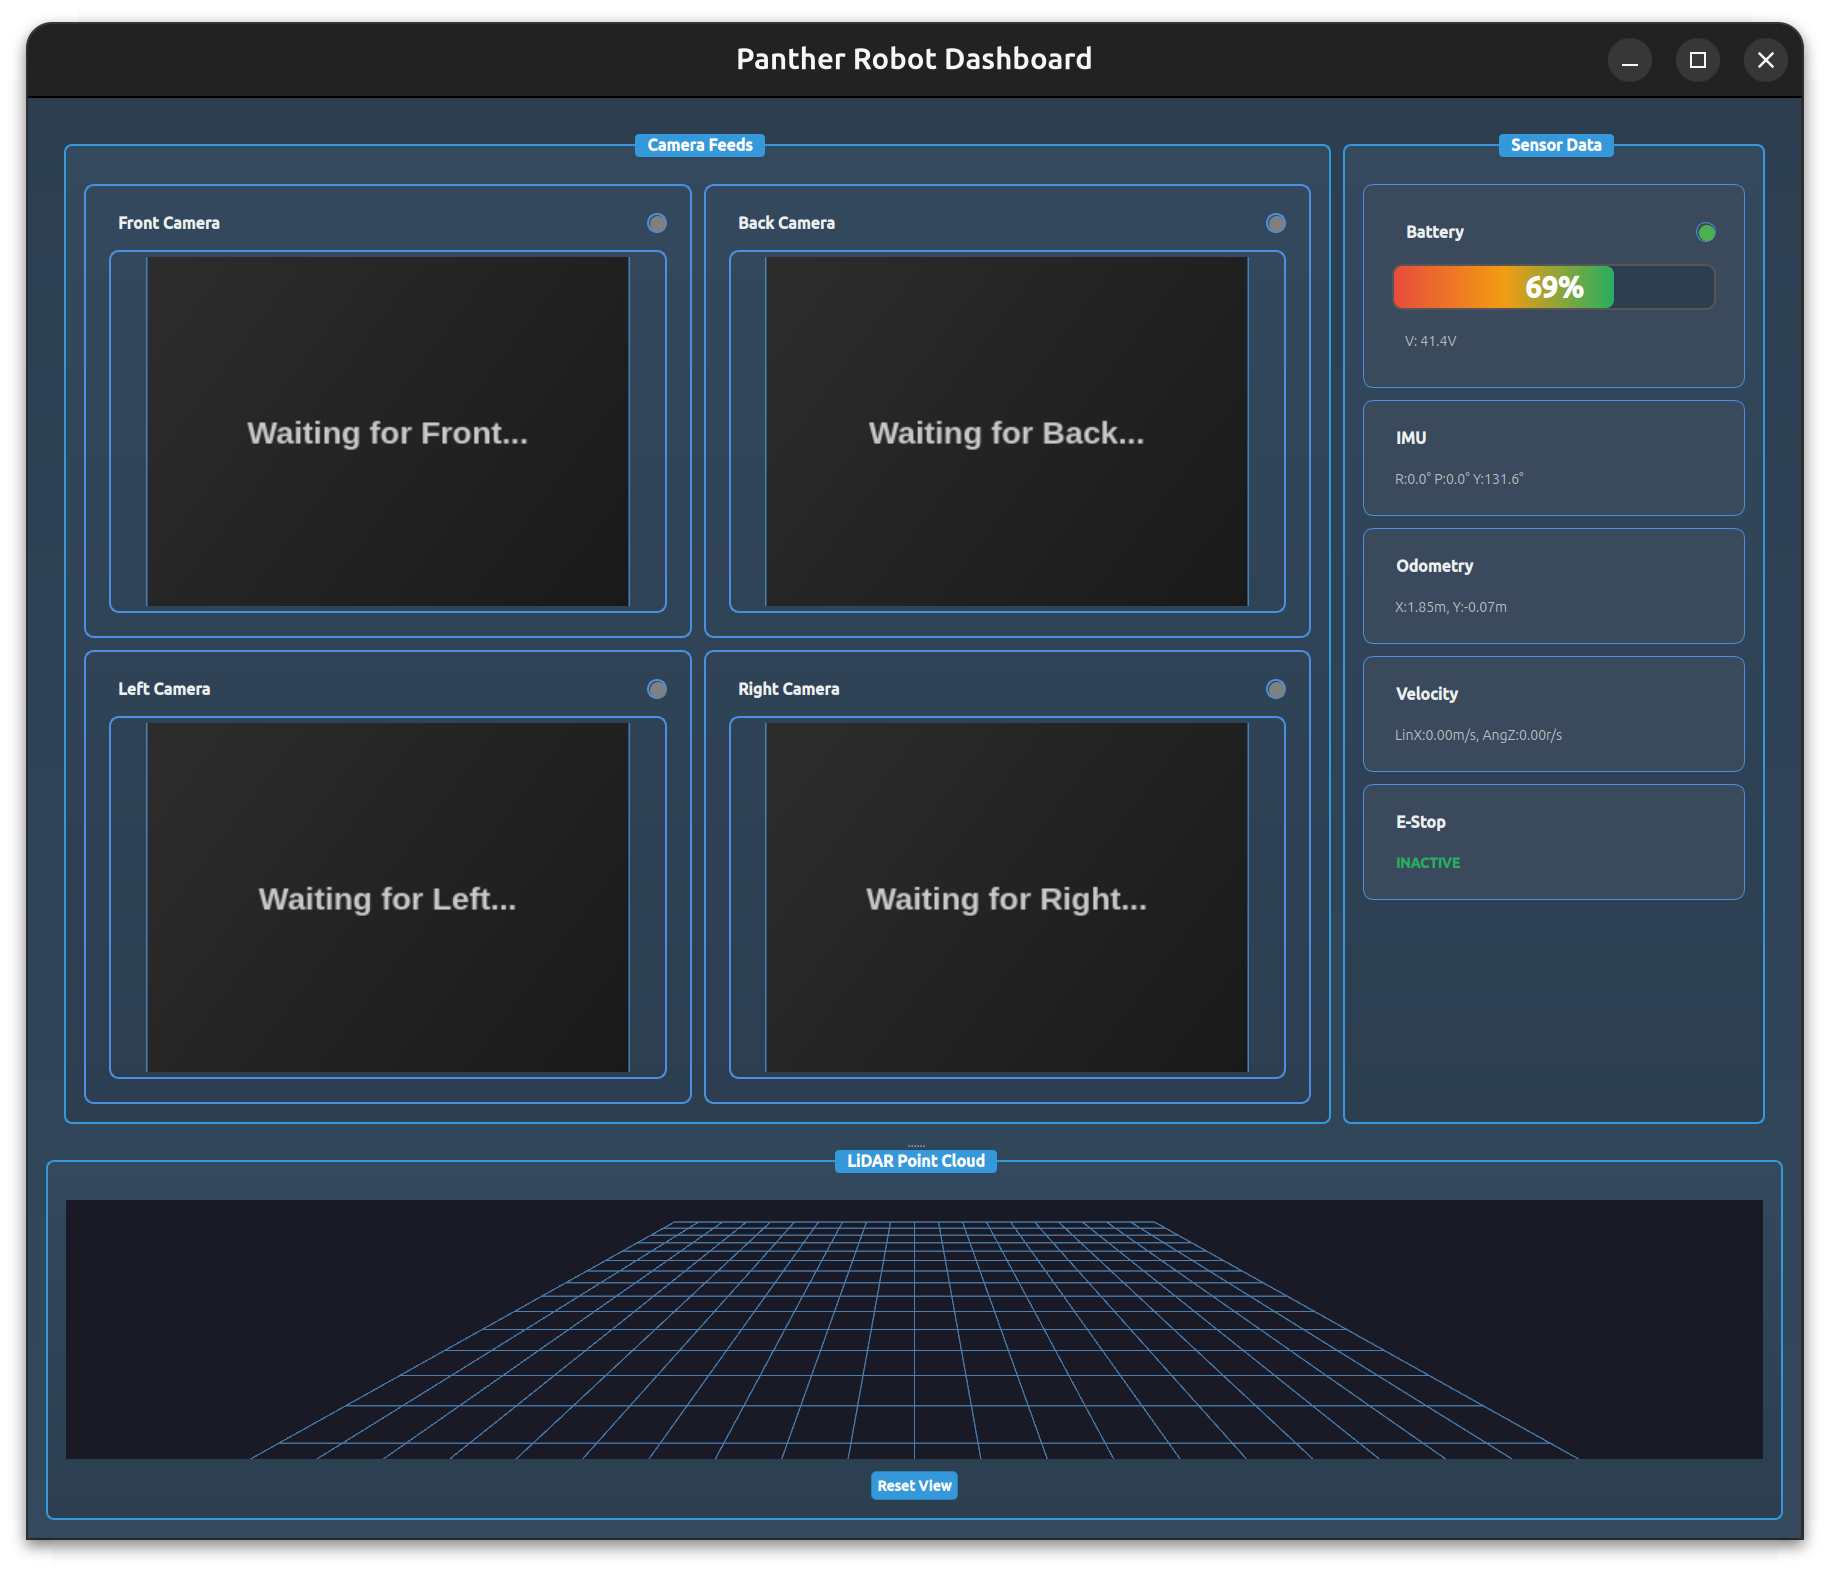 Panther Robot Dashboard
Camera Feeds
Front Camera
Waiting for Front...
Back Camera
Waiting for Back...
Left Camera
Waiting for Left...
Right Camera
Waiting for Right...
Sensor Data
Battery
69%
V: 41.4V
IMU
R:0.0° P:0.0° Y:131.6°
Odometry
X:1.85m, Y:-0.07m
Velocity
LinX:0.00m/s, AngZ:0.00r/s
E-Stop
INACTIVE
LiDAR Point Cloud
Reset View